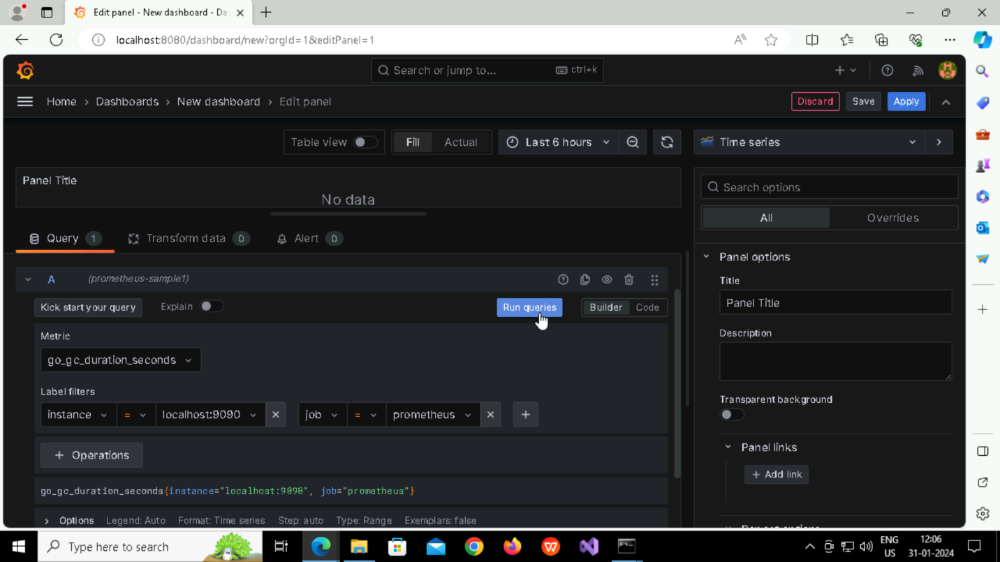 Edit panel - New dashboard - Da
localhost:8080/dashboard/new?orgId=1&editPanel=1
Search or jump to... ctrl+k
Home › Dashboards › New dashboard › Edit panel
Discard Save Apply
Table view Fill Actual Last 6 hours Time series
Panel Title
No data
Search options
All Overrides
Query 1 Transform data 0 Alert 0
Panel options
A (prometheus-sample1)
Title
Panel Title
Kick start your query Explain Run queries Builder Code
Metric
go_gc_duration_seconds
Description
Label filters
instance = localhost:9090 job = prometheus
Transparent background
+ Operations
Panel links
+ Add link
go_gc_duration_seconds{instance="localhost:9090", job="prometheus"}
Options Legend: Auto Format: Time series Step: auto Type: Range Exemplars: false
Type here to search
ENG
US
12:06
31-01-2024